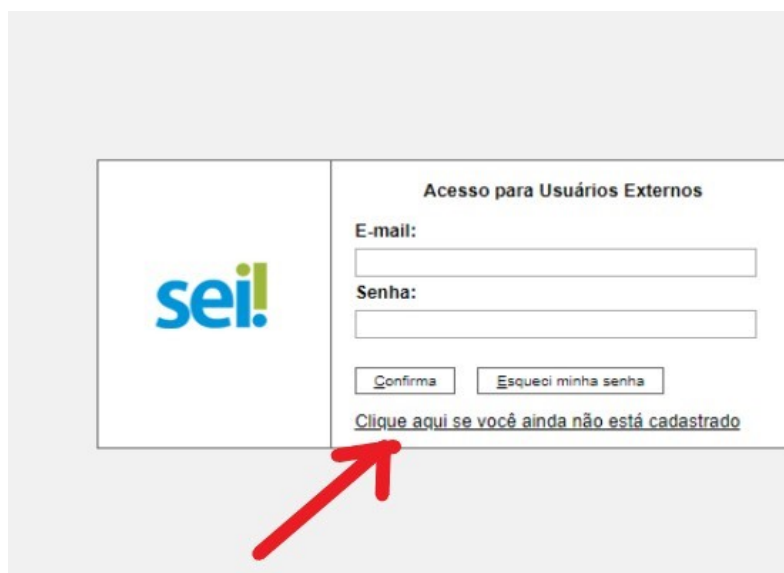 sei!
Acesso para Usuários Externos
E-mail:
Senha:
Confirma
Esqueci minha senha
Clique aqui se você ainda não está cadastrado